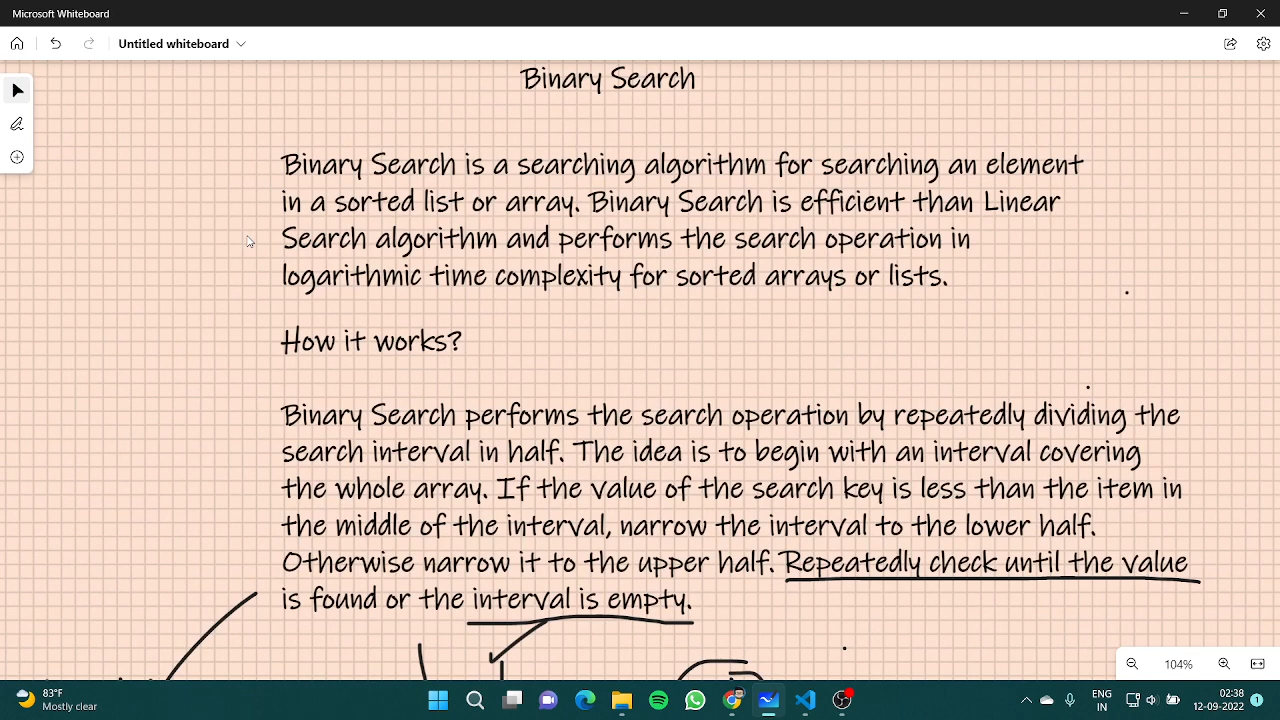 Microsoft Whiteboard
Untitled whiteboard
Binary Search
Binary Search is a searching algorithm for searching an element
in a sorted list or array. Binary Search is efficient than Linear
Search algorithm and performs the search operation in
logarithmic time complexity for sorted arrays or lists.
How it works?
Binary Search performs the search operation by repeatedly dividing the
search interval in half. The idea is to begin with an interval covering
the whole array. If the value of the search key is less than the item in
the middle of the interval, narrow the interval to the lower half.
Otherwise narrow it to the upper half. Repeatedly check until the value
is found or the interval is empty.
104%
83°F
Mostly clear
ENG
IN
02:38
12-09-2022
1